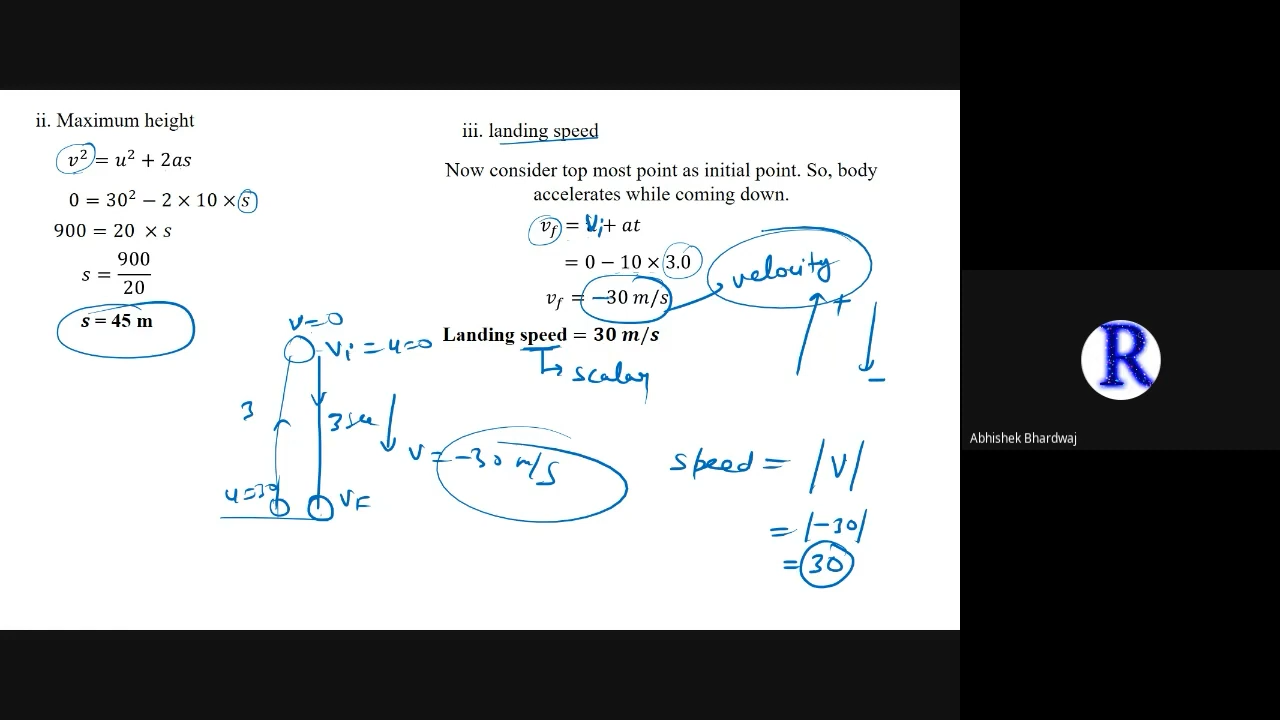 ii. Maximum height
v² = u² + 2as
0 = 30² − 2 × 10 × s
900 = 20 × s
s = 900/20
s = 45 m
iii. landing speed
Now consider top most point as initial point. So, body
accelerates while coming down.
v_f = Vi + at
= 0 − 10 × 3.0
v_f = −30 m/s
Landing speed = 30 m/s
velocity
+
−
↳ scalar
v=0
Vi = u=0
3
3 sec
u=30
VF
v = −30 m/s
speed = |v|
= |−30|
= 30
R
Abhishek Bhardwaj